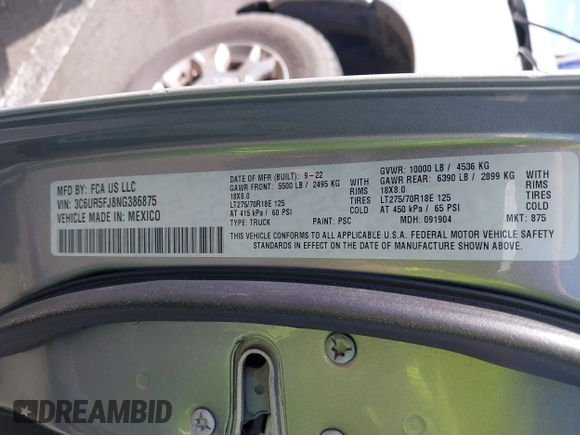 MFD BY: FCA US LLC
VIN: 3C6UR5FJ8NG386875
VEHICLE MADE IN: MEXICO
DATE OF MFR (BUILT): 9-22
GAWR FRONT: 5500 LB / 2495 KG WITH
18X8.0 RIMS
LT275/70R18E 125 TIRES
AT 415 kPa / 60 PSI COLD
TYPE: TRUCK
PAINT: PSC
GVWR: 10000 LB / 4536 KG
GAWR REAR: 6390 LB / 2899 KG WITH
18X8.0 RIMS
LT275/70R18E 125 TIRES
AT 450 kPa / 65 PSI COLD
MDH: 091904
MKT: 875
THIS VEHICLE CONFORMS TO ALL APPLICABLE U.S.A. FEDERAL MOTOR VEHICLE SAFETY
STANDARDS IN EFFECT ON THE DATE OF MANUFACTURE SHOWN ABOVE.
DREAMBID